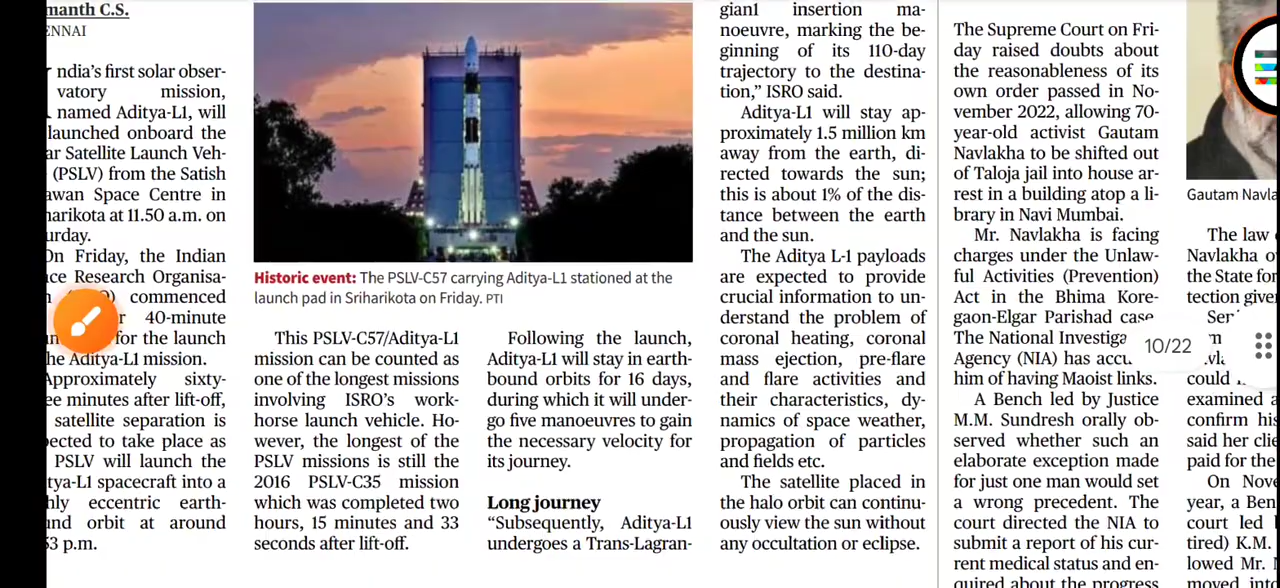 manth C.S.
ENNAI
ndia's first solar obser-
vatory mission,
named Aditya-L1, will
launched onboard the
ar Satellite Launch Veh-
(PSLV) from the Satish
awan Space Centre in
harikota at 11.50 a.m. on
urday.
On Friday, the Indian
ce Research Organisa-
commenced
40-minute
for the launch
he Aditya-L1 mission.
Approximately sixty-
ee minutes after lift-off,
satellite separation is
ected to take place as
PSLV will launch the
tya-L1 spacecraft into a
hly eccentric earth-
und orbit at around
53 p.m.
Historic event: The PSLV-C57 carrying Aditya-L1 stationed at the
launch pad in Sriharikota on Friday. PTI
This PSLV-C57/Aditya-L1
mission can be counted as
one of the longest missions
involving ISRO's work-
horse launch vehicle. Ho-
wever, the longest of the
PSLV missions is still the
2016 PSLV-C35 mission
which was completed two
hours, 15 minutes and 33
seconds after lift-off.
Following the launch,
Aditya-L1 will stay in earth-
bound orbits for 16 days,
during which it will under-
go five manoeuvres to gain
the necessary velocity for
its journey.
Long journey
“Subsequently, Aditya-L1
undergoes a Trans-Lagran-
gian1 insertion ma-
noeuvre, marking the be-
ginning of its 110-day
trajectory to the destina-
tion,” ISRO said.
Aditya-L1 will stay ap-
proximately 1.5 million km
away from the earth, di-
rected towards the sun;
this is about 1% of the dis-
tance between the earth
and the sun.
The Aditya L-1 payloads
are expected to provide
crucial information to un-
derstand the problem of
coronal heating, coronal
mass ejection, pre-flare
and flare activities and
their characteristics, dy-
namics of space weather,
propagation of particles
and fields etc.
The satellite placed in
the halo orbit can continu-
ously view the sun without
any occultation or eclipse.
The Supreme Court on Fri-
day raised doubts about
the reasonableness of its
own order passed in No-
vember 2022, allowing 70-
year-old activist Gautam
Navlakha to be shifted out
of Taloja jail into house ar-
rest in a building atop a li-
brary in Navi Mumbai.
Mr. Navlakha is facing
charges under the Unlaw-
ful Activities (Prevention)
Act in the Bhima Kore-
gaon-Elgar Parishad case.
The National Investiga
Agency (NIA) has accu
him of having Maoist links.
A Bench led by Justice
M.M. Sundresh orally ob-
served whether such an
elaborate exception made
for just one man would set
a wrong precedent. The
court directed the NIA to
submit a report of his cur-
rent medical status and en-
quired about the progress
10/22
Gautam Navla
The law
Navlakha o
the State for
tection give
Sen
could
examined a
confirm his
said her clie
paid for the
On Nove
year, a Ben
court led
tired) K.M.
lowed Mr.
moved in